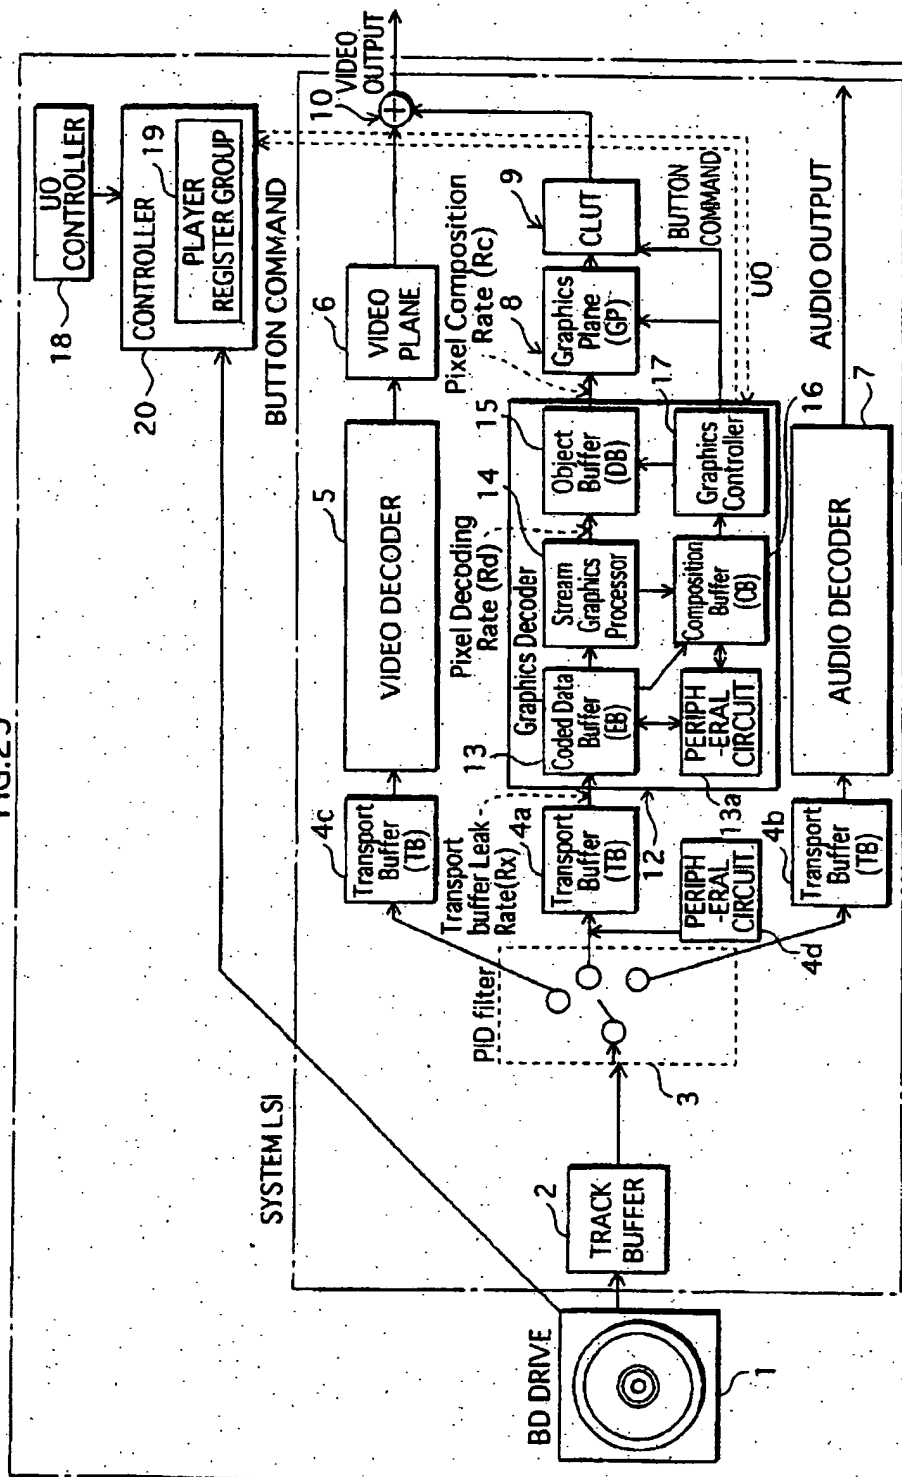 FIG.25
UO
CONTROLLER
18
CONTROLLER
19
PLAYER
REGISTER GROUP
20
BUTTON COMMAND
SYSTEM LSI
VIDEO
OUTPUT
10
6
VIDEO
PLANE
5
VIDEO DECODER
4c
Transport
Buffer
(TB)
Pixel Composition
Rate (Rc)
9
CLUT
8
Graphics
Plane
(GP)
BUTTON
COMMAND
UO
Pixel Decoding
Rate (Rd)
15
Object
Buffer
(DB)
14
Stream
Graphics
Processor
Graphics Decoder
13
Coded Data
Buffer
(EB)
17
Graphics
Controller
16
Composition
Buffer
(CB)
PERIPH
-ERAL
CIRCUIT
13a
12
Transport
buffer Leak
Rate(Rx)
4a
Transport
Buffer
(TB)
PERIPH
-ERAL
CIRCUIT
4d
PID filter
3
2
TRACK
BUFFER
BD DRIVE
1
4b
Transport
Buffer
(TB)
AUDIO DECODER
7
AUDIO OUTPUT